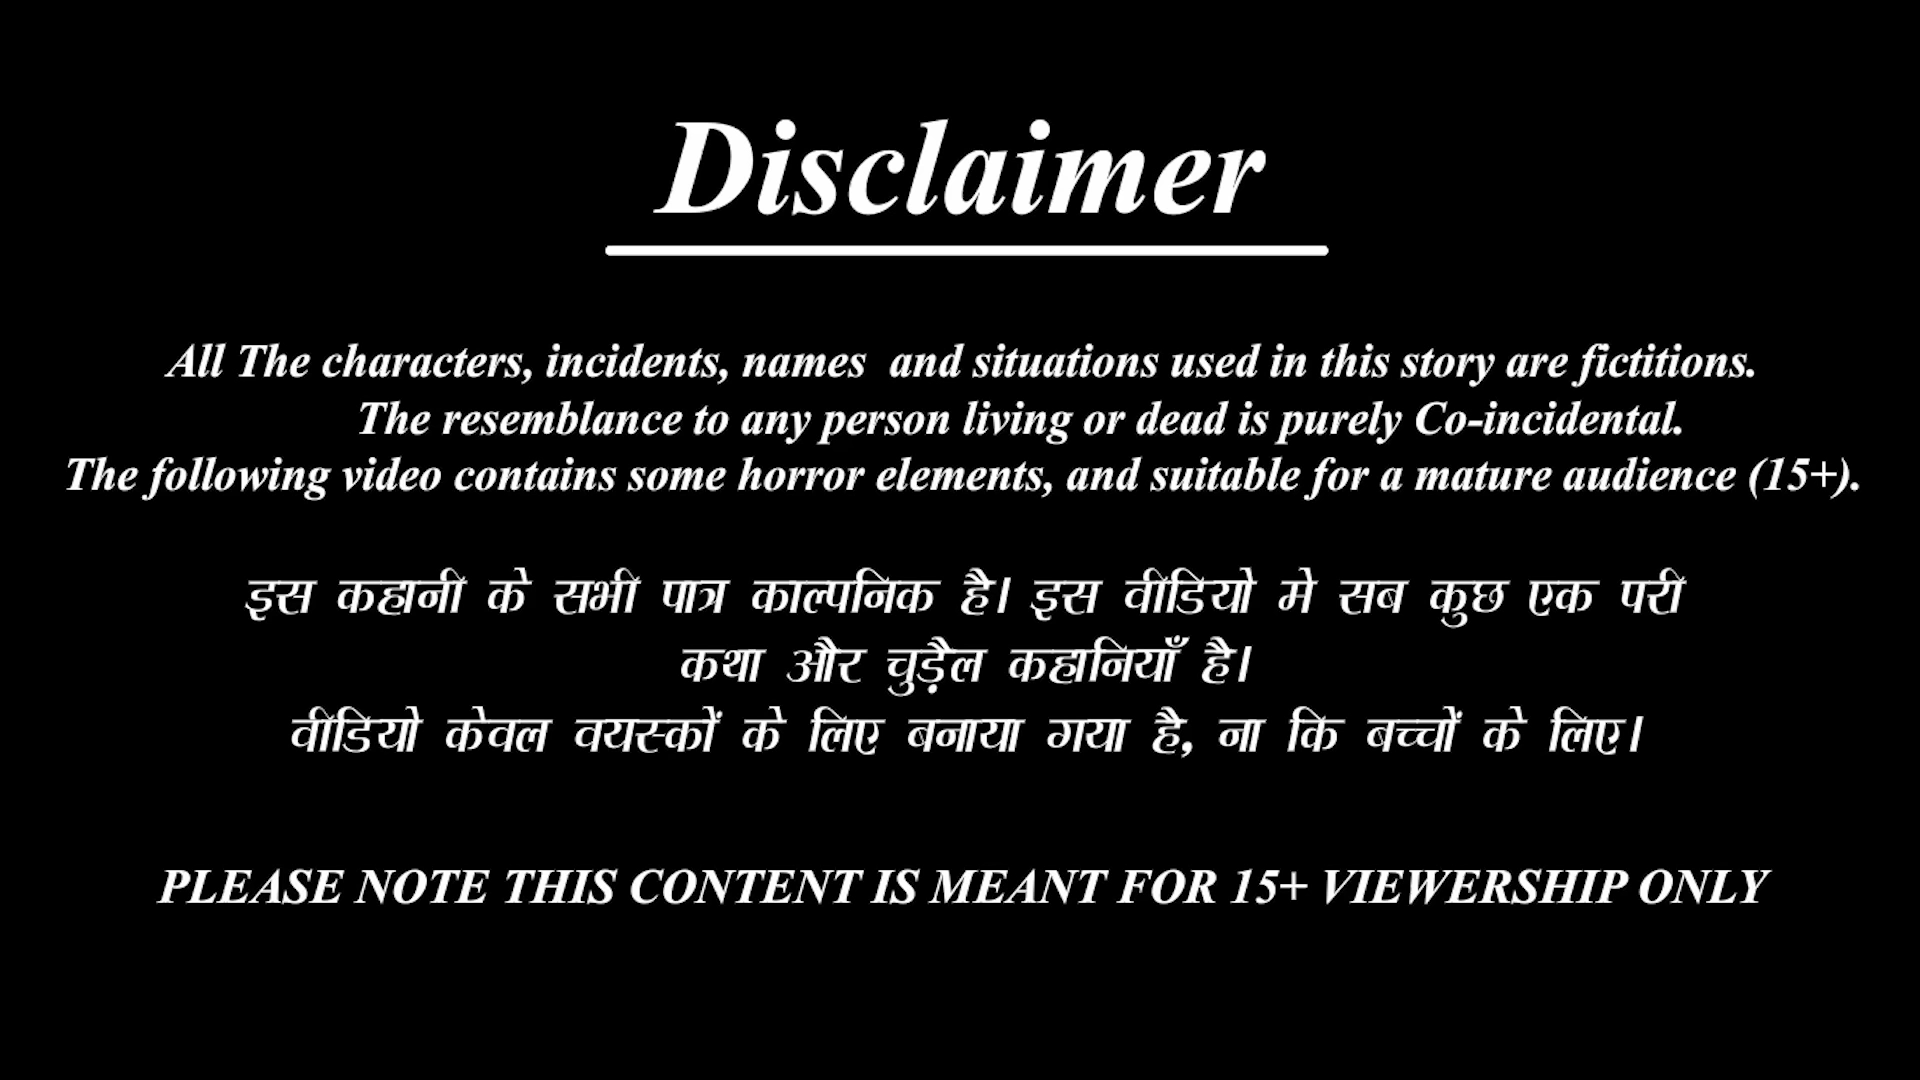 Disclaimer
All The characters, incidents, names and situations used in this story are fictitions.
The resemblance to any person living or dead is purely Co-incidental.
The following video contains some horror elements, and suitable for a mature audience (15+).
इस कहानी के सभी पात्र काल्पनिक है। इस वीडियो मे सब कुछ एक परी
कथा और चुड़ैल कहानियाँ है।
वीडियो केवल वयस्कों के लिए बनाया गया है, ना कि बच्चों के लिए।
PLEASE NOTE THIS CONTENT IS MEANT FOR 15+ VIEWERSHIP ONLY